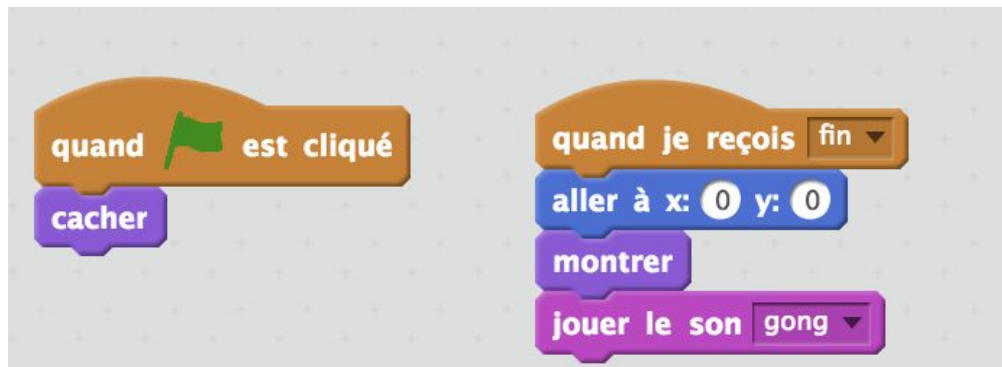 quand est cliqué
cacher
quand je reçois fin
aller à x: 0 y: 0
montrer
jouer le son gong